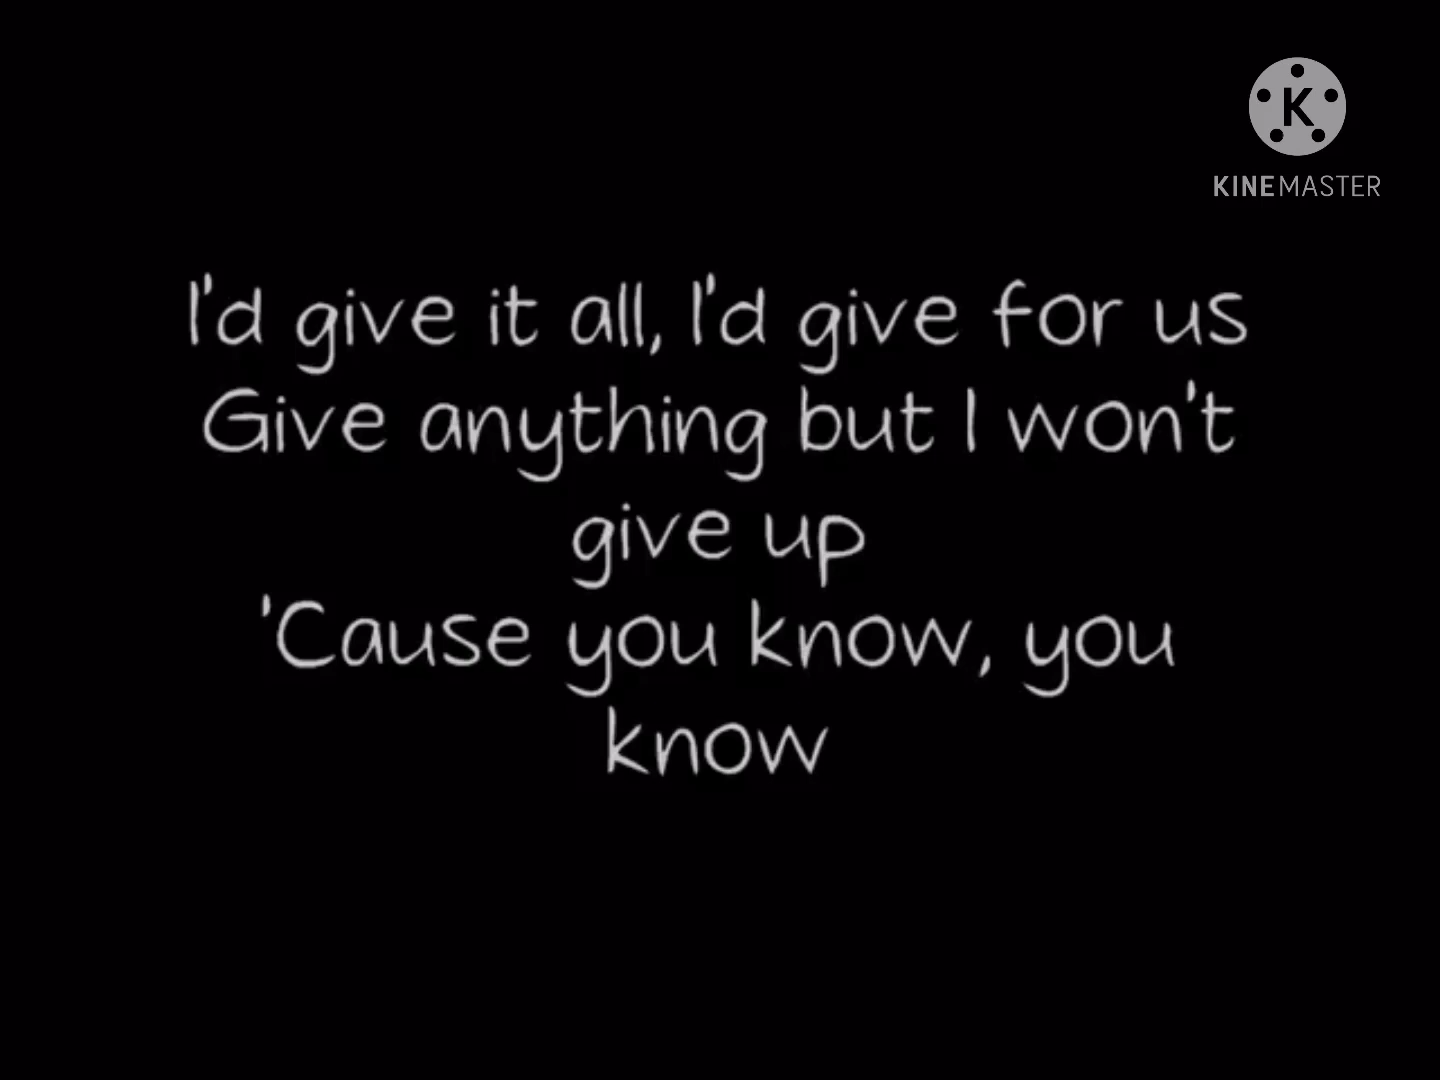 K
KINEMASTER
I'd give it all, I'd give for us
Give anything but I won't
give up
'Cause you know, you
know